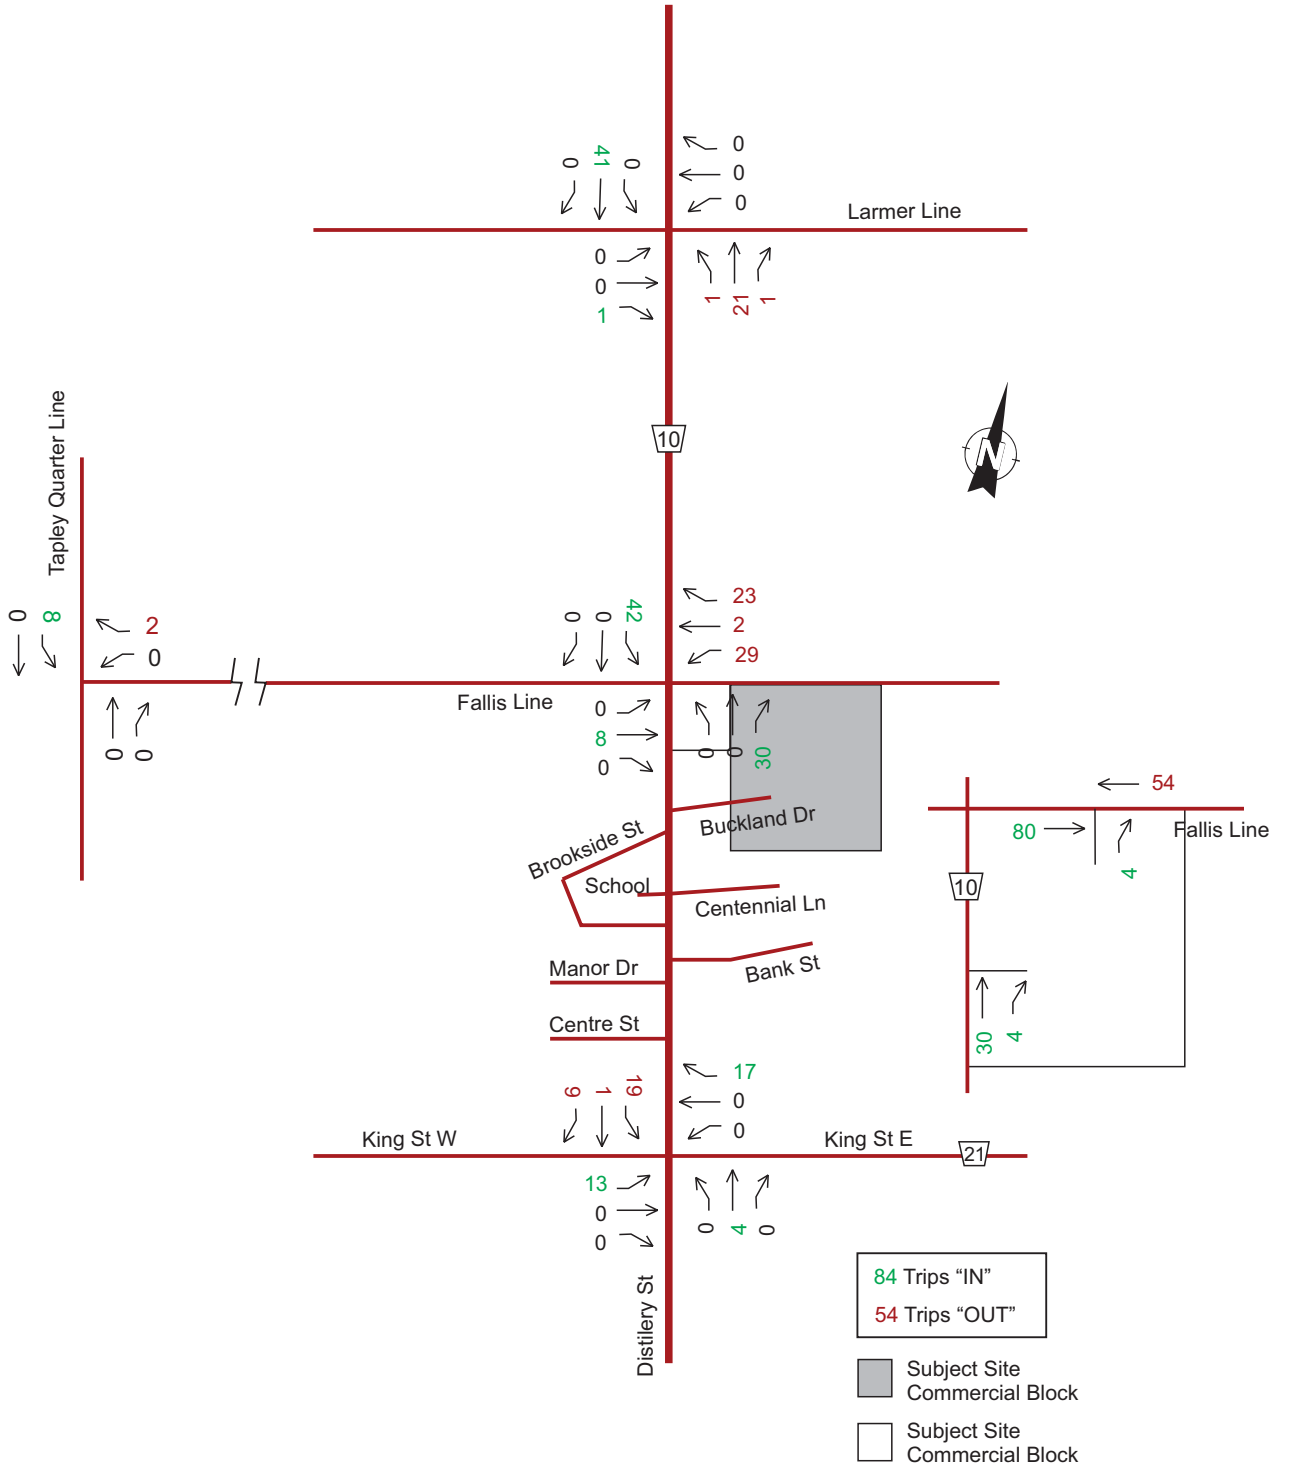 0
41
0
0
0
0
Larmer Line
0
0
1
1
21
1
Tapley Quarter Line
10
N
0
8
2
0
0
0
0
0
42
23
2
29
Fallis Line
0
8
0
0
0
30
Buckland Dr
Brookside St
School
Centennial Ln
Manor Dr
Bank St
Centre St
54
80
Fallis Line
4
10
30
4
9
1
19
17
0
0
King St W
King St E
21
13
0
0
0
4
0
Distilery St
84 Trips “IN”
54 Trips “OUT”
Subject Site
Commercial Block
Subject Site
Commercial Block